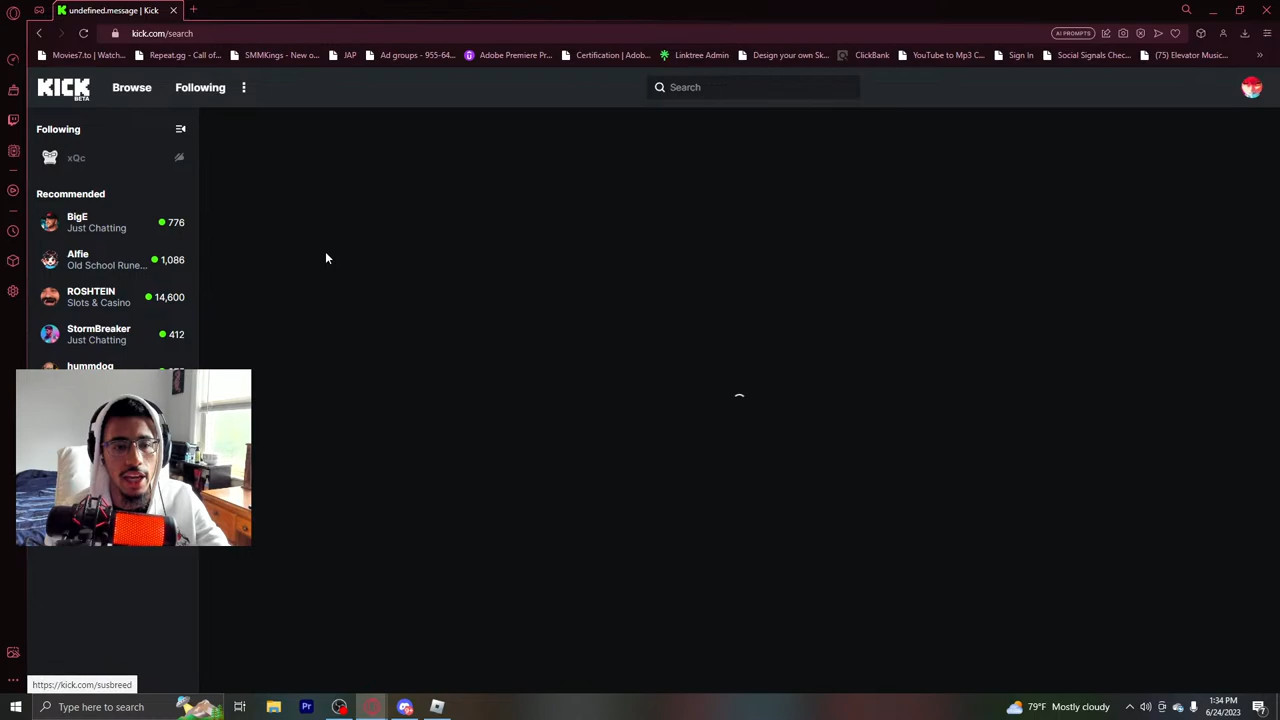 undefined.message | Kick
kick.com/search
AI PROMPTS
Movies7.to | Watch...
Repeat.gg - Call of...
SMMKings - New o...
JAP
Ad groups - 955-64...
Adobe Premiere Pr...
Certification | Adob...
Linktree Admin
Design your own Sk...
ClickBank
YouTube to Mp3 C...
Sign In
Social Signals Chec...
(75) Elevator Music...
KICK
BETA
Browse
Following
Search
Following
xQc
Recommended
BigE
776
Just Chatting
Alfie
1,086
Old School Rune...
ROSHTEIN
14,600
Slots & Casino
StormBreaker
412
Just Chatting
hummdog
https://kick.com/susbreed
Type here to search
Pr
79°F Mostly cloudy
1:34 PM
6/24/2023